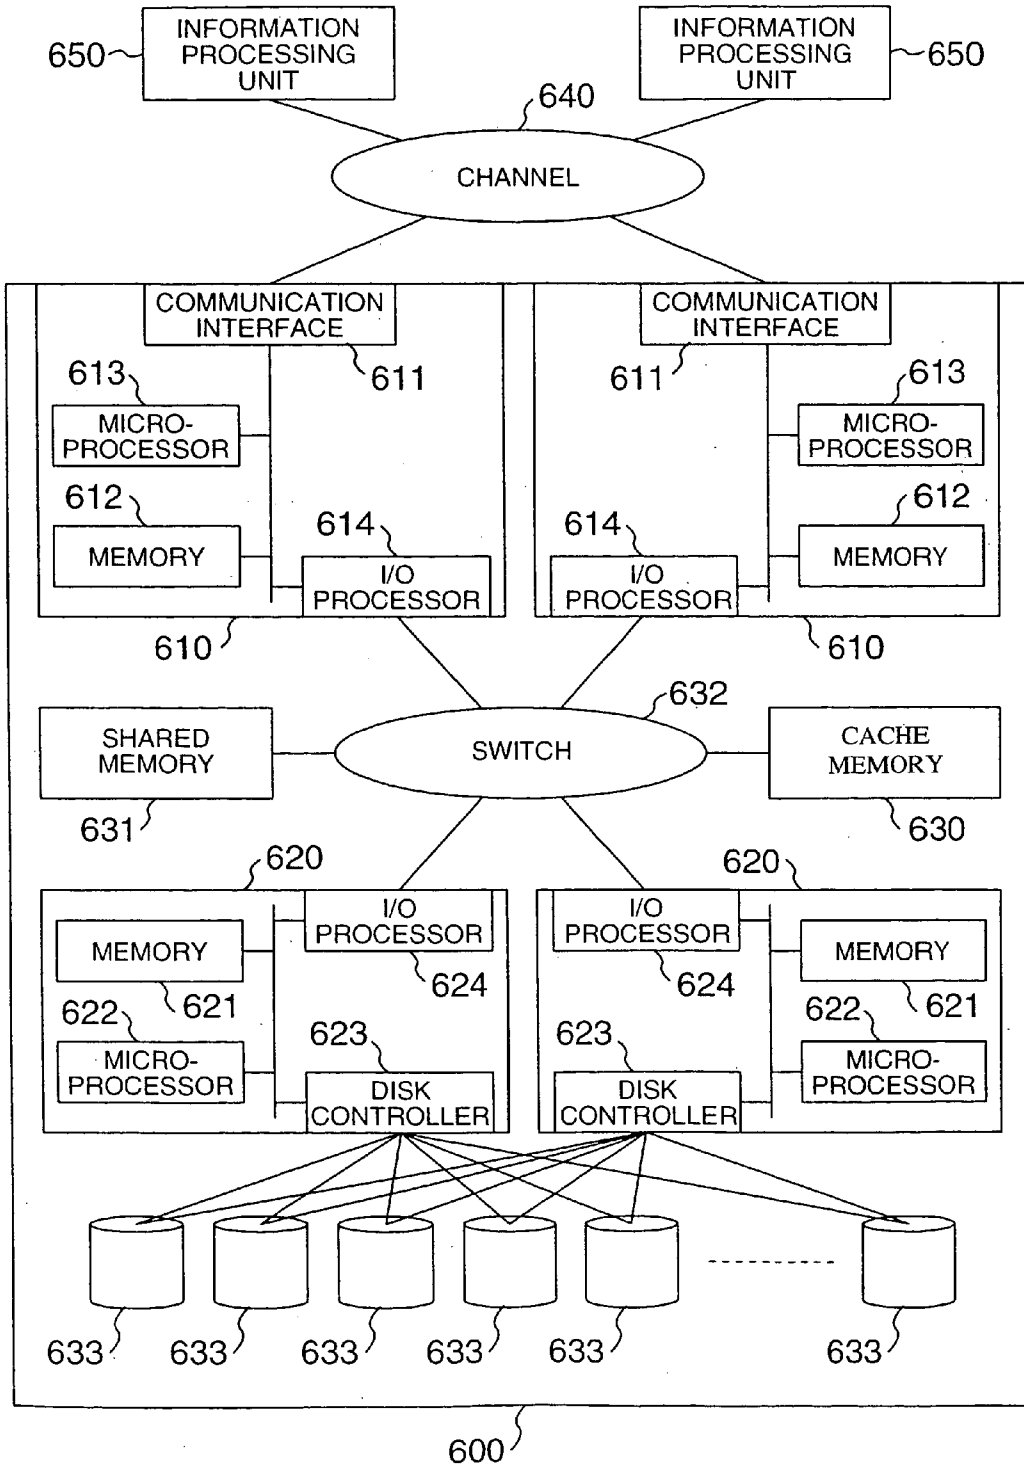 INFORMATION
PROCESSING
UNIT
650
INFORMATION
PROCESSING
UNIT
650
640
CHANNEL
COMMUNICATION
INTERFACE
611
COMMUNICATION
INTERFACE
611
613
MICRO-
PROCESSOR
613
MICRO-
PROCESSOR
612
MEMORY
614
I/O
PROCESSOR
614
I/O
PROCESSOR
612
MEMORY
610
610
632
SHARED
MEMORY
631
SWITCH
CACHE
MEMORY
630
620
620
I/O
PROCESSOR
624
I/O
PROCESSOR
624
MEMORY
621
MEMORY
621
622
MICRO-
PROCESSOR
623
DISK
CONTROLLER
623
DISK
CONTROLLER
622
MICRO-
PROCESSOR
633
633
633
633
633
633
600